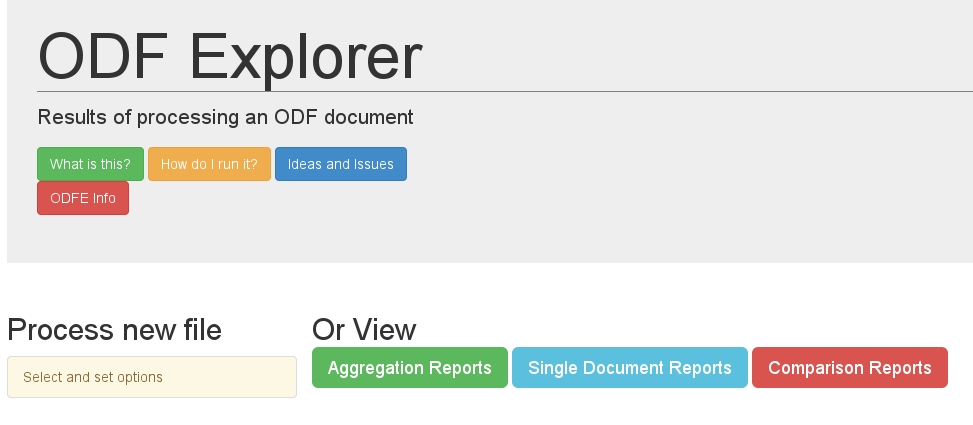 ODF Explorer
Results of processing an ODF document
What is this? How do I run it? Ideas and Issues
ODFE Info
Process new file
Select and set options
Or View
Aggregation Reports Single Document Reports Comparison Reports